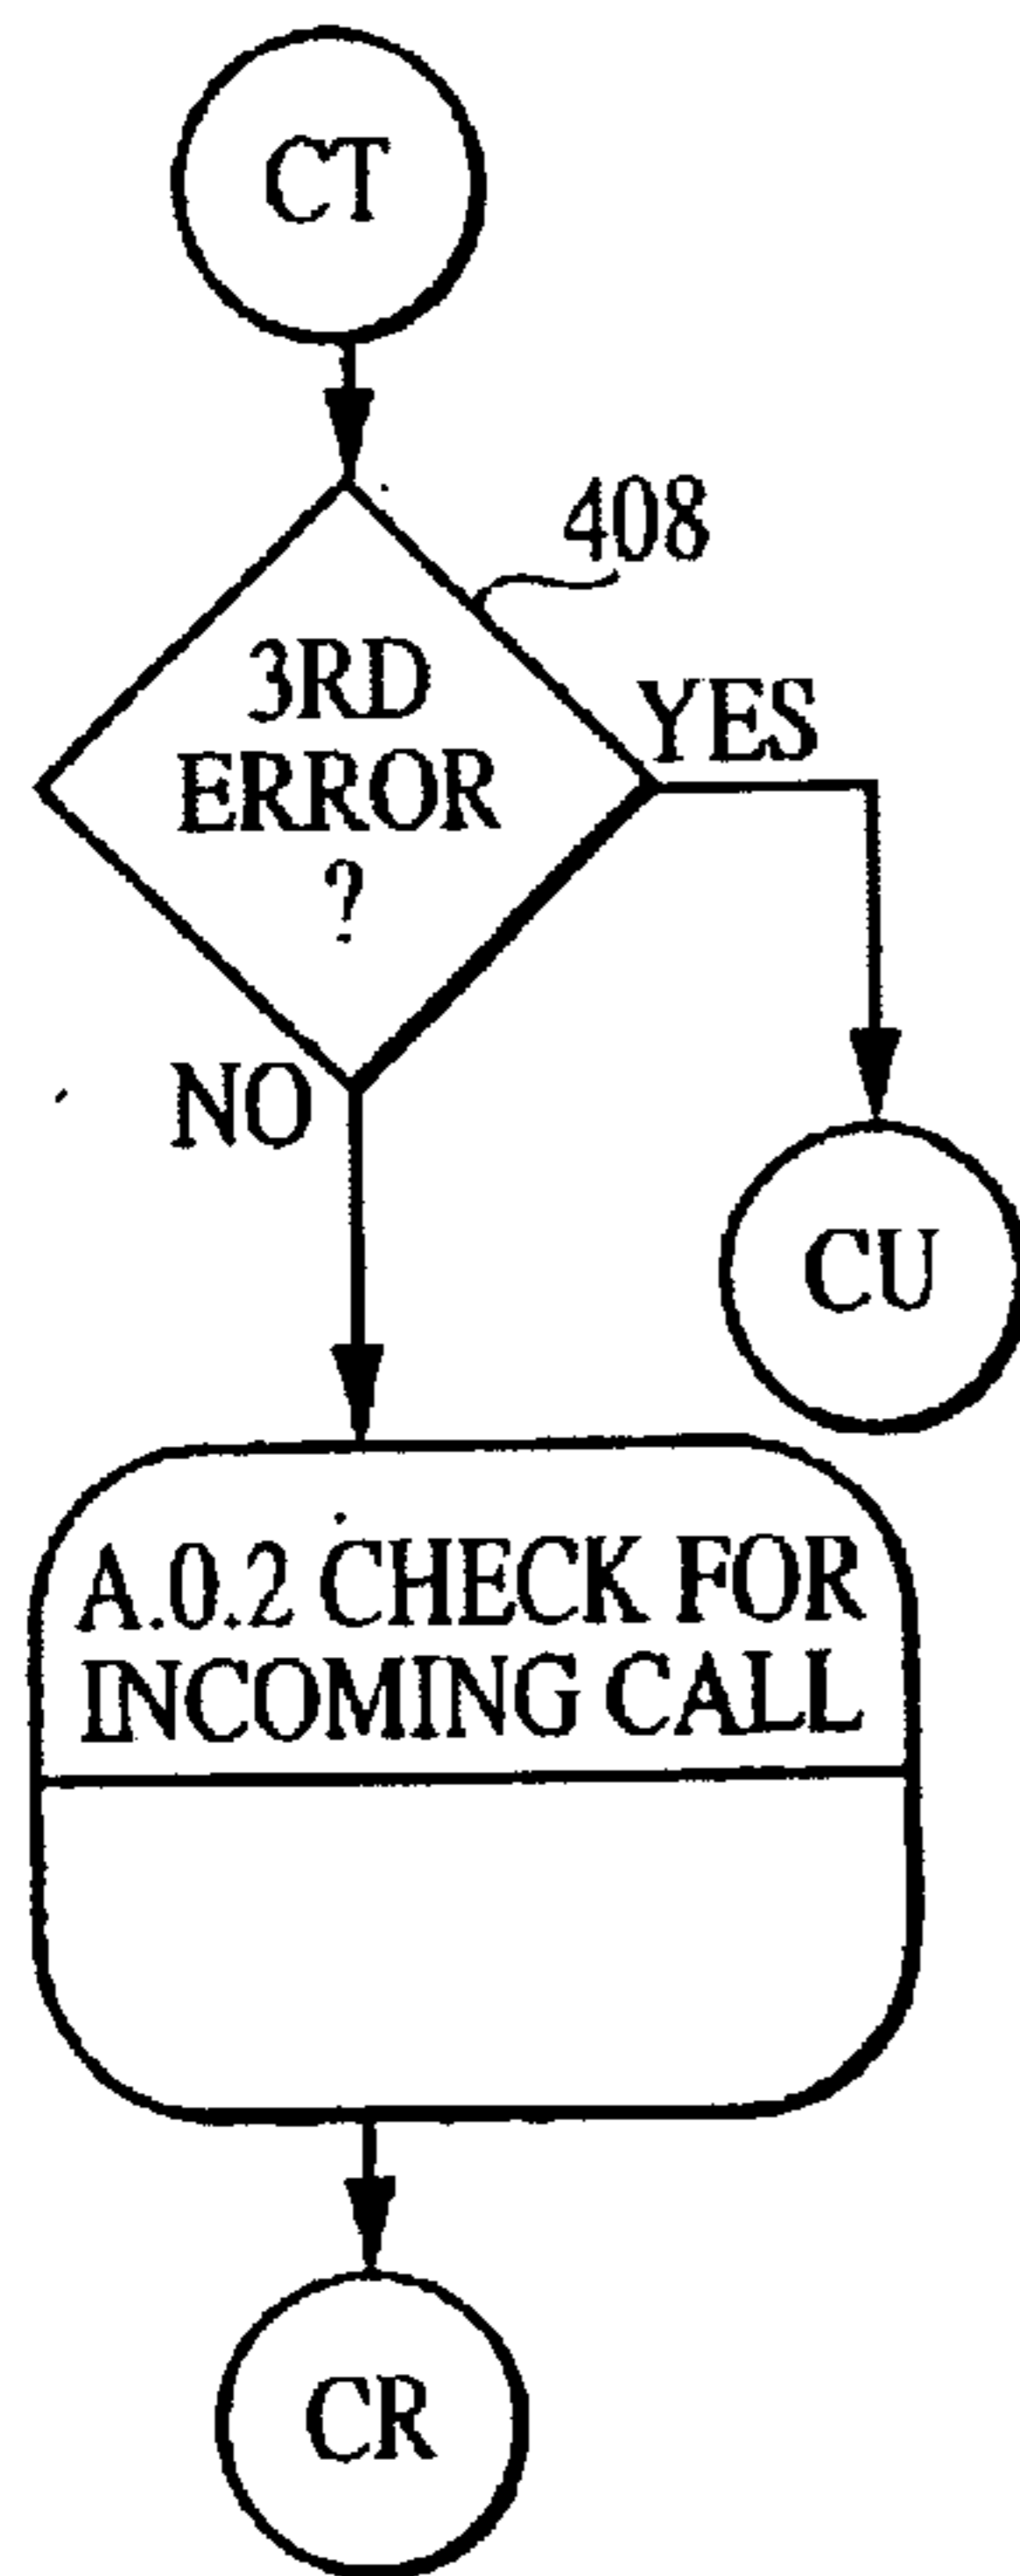 CT
408
3RD
ERROR
?
YES
NO
CU
A.0.2 CHECK FOR
INCOMING CALL
CR